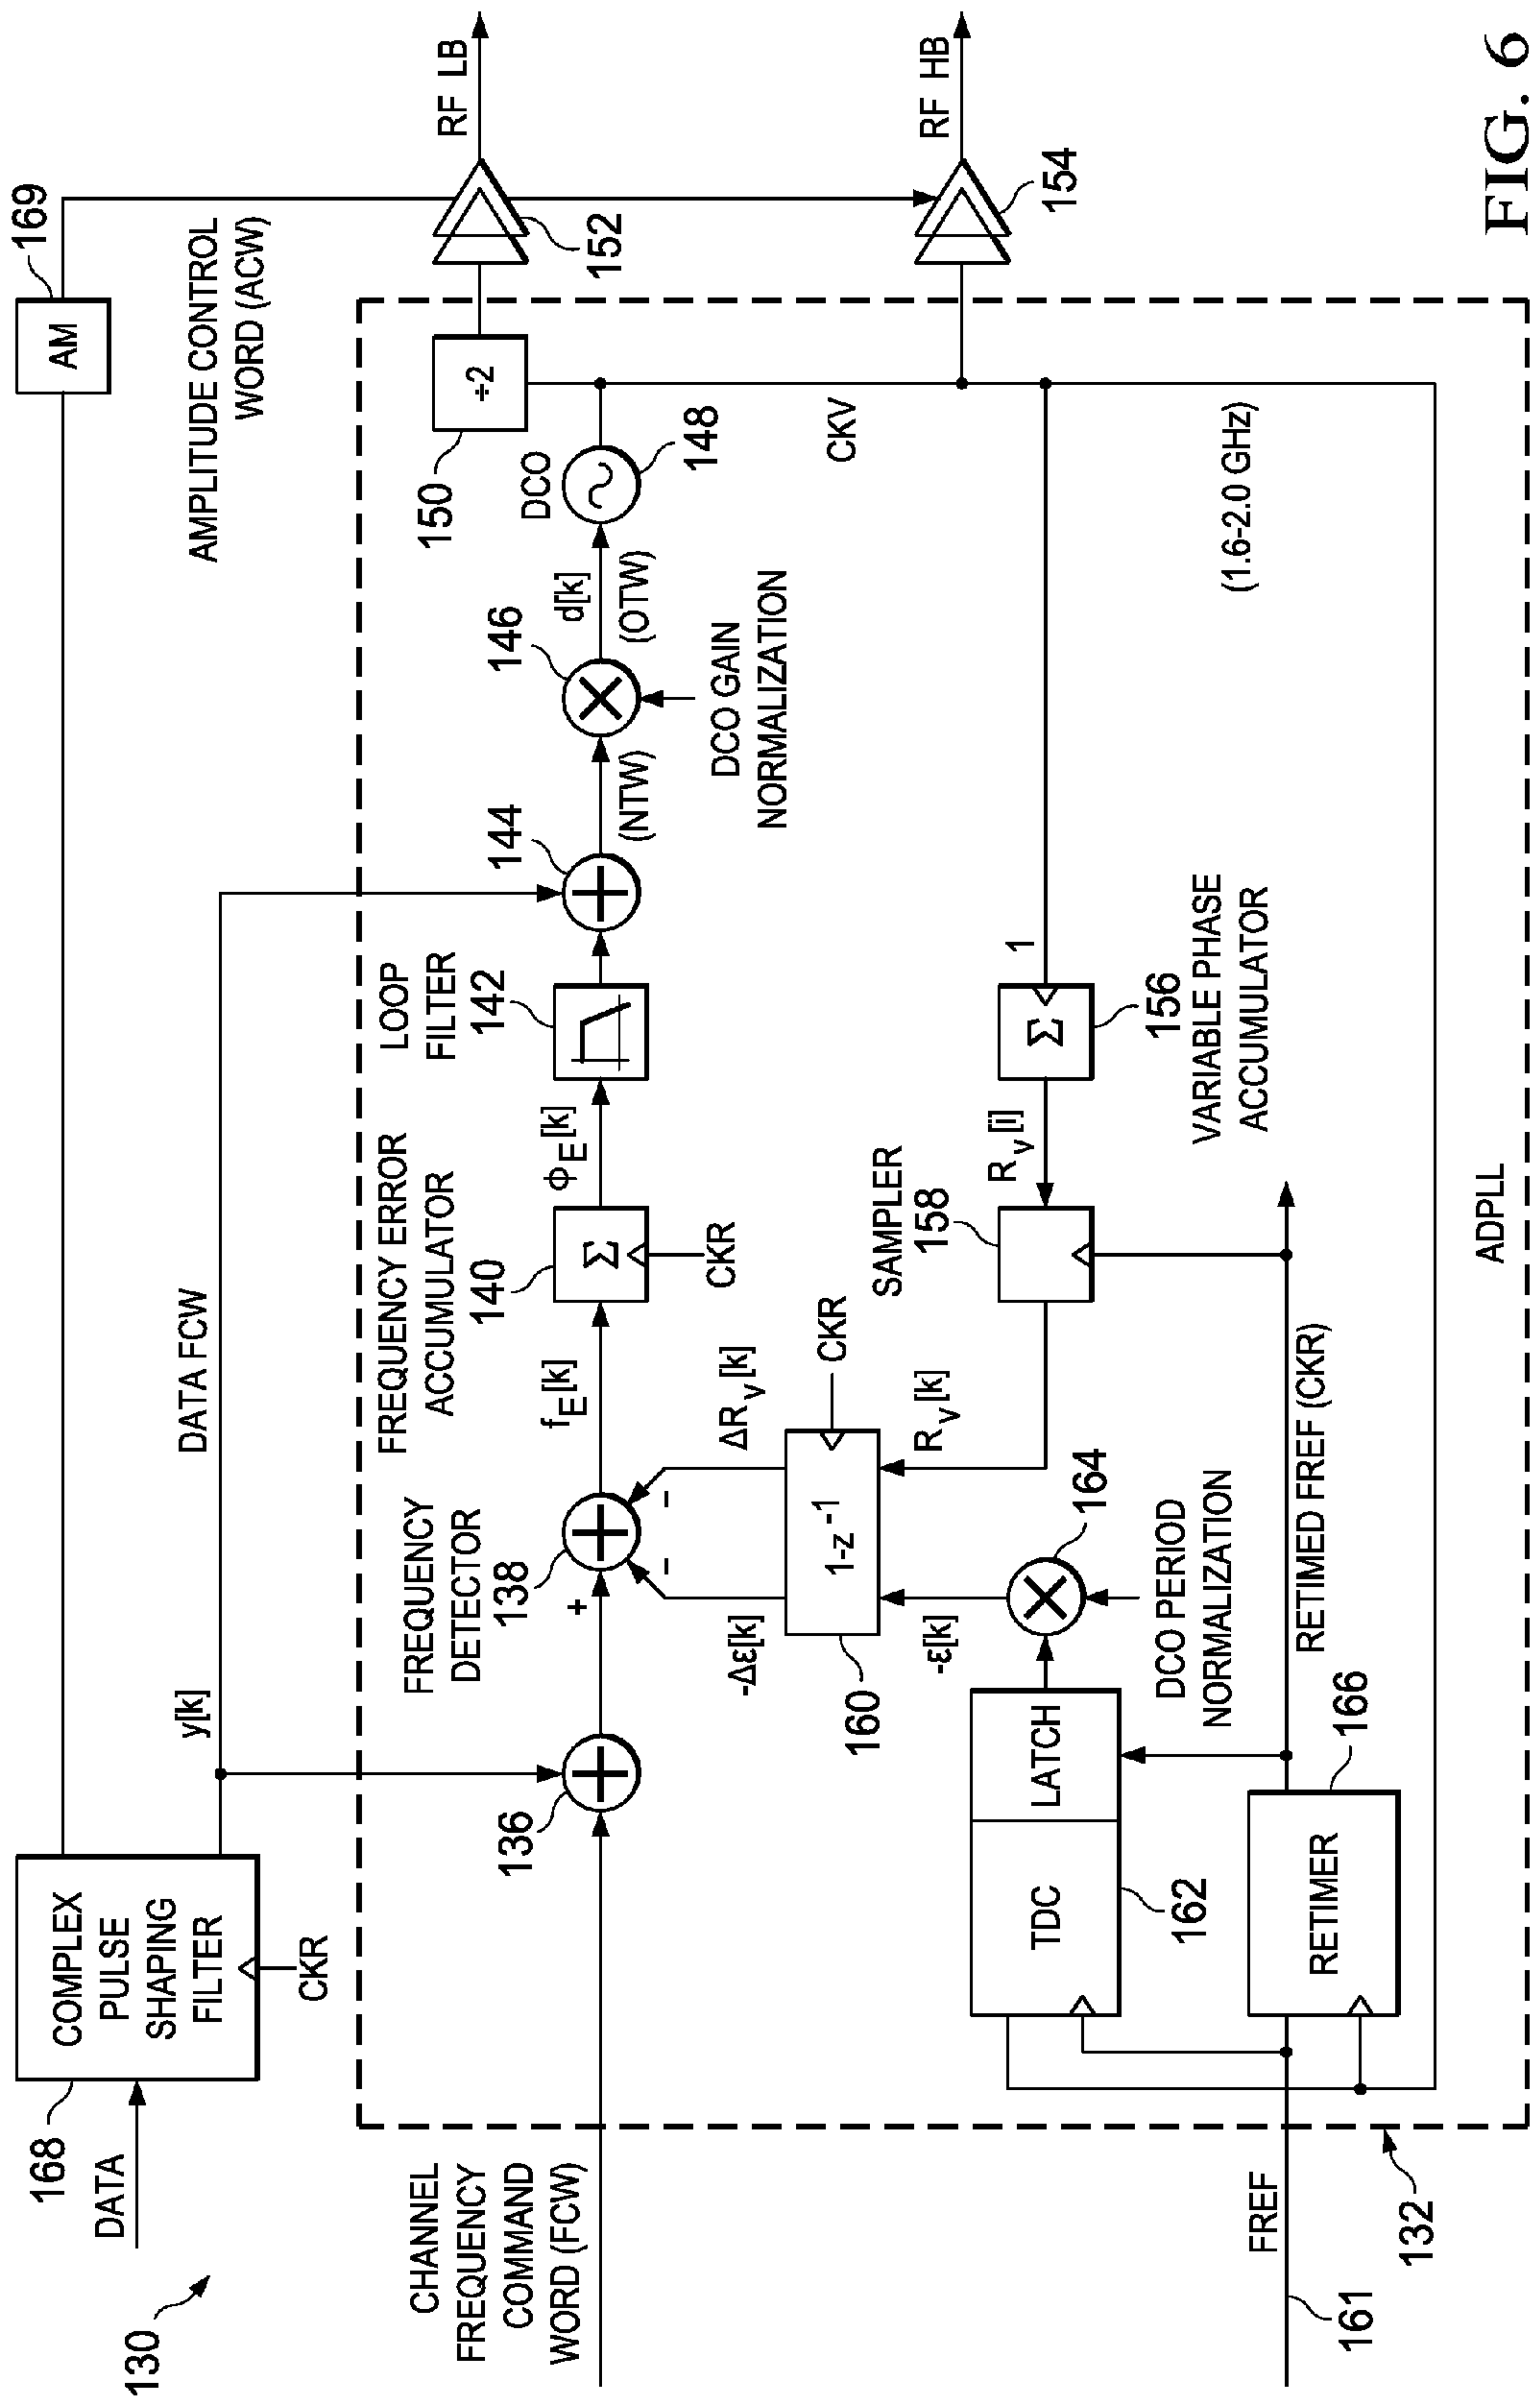 130
DATA
168
COMPLEX
PULSE
SHAPING
FILTER
CKR
AM
169
AMPLITUDE CONTROL
WORD (ACW)
y[k]
DATA FCW
RF LB
152
RF HB
154
CHANNEL
FREQUENCY
COMMAND
WORD (FCW)
136
+
FREQUENCY
DETECTOR
138
-
-
fE[k]
FREQUENCY ERROR
ACCUMULATOR
140
Σ
CKR
ΦE[k]
LOOP
FILTER
142
144
(NTW)
146
DCO GAIN
NORMALIZATION
d[k]
(OTW)
DCO
148
150
÷2
CKV
(1.6-2.0 GHz)
-Δε[k]
ΔRv[k]
160
1-z-1
CKR
-ε[k]
Rv[k]
164
DCO PERIOD
NORMALIZATION
SAMPLER
158
Rv[i]
Σ
1
156
VARIABLE PHASE
ACCUMULATOR
TDC
LATCH
162
RETIMER
166
RETIMED FREF (CKR)
FREF
161
132
ADPLL
FIG. 6